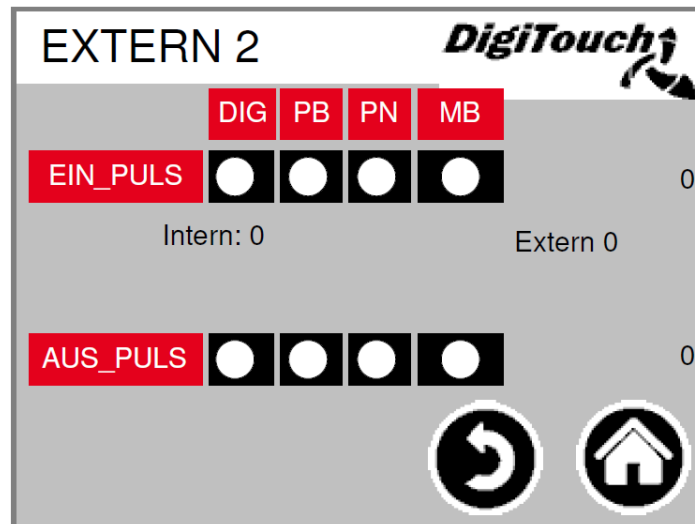 EXTERN 2
DigiTouch
DIG PB PN MB
EIN_PULS 0
Intern: 0 Extern 0
AUS_PULS 0